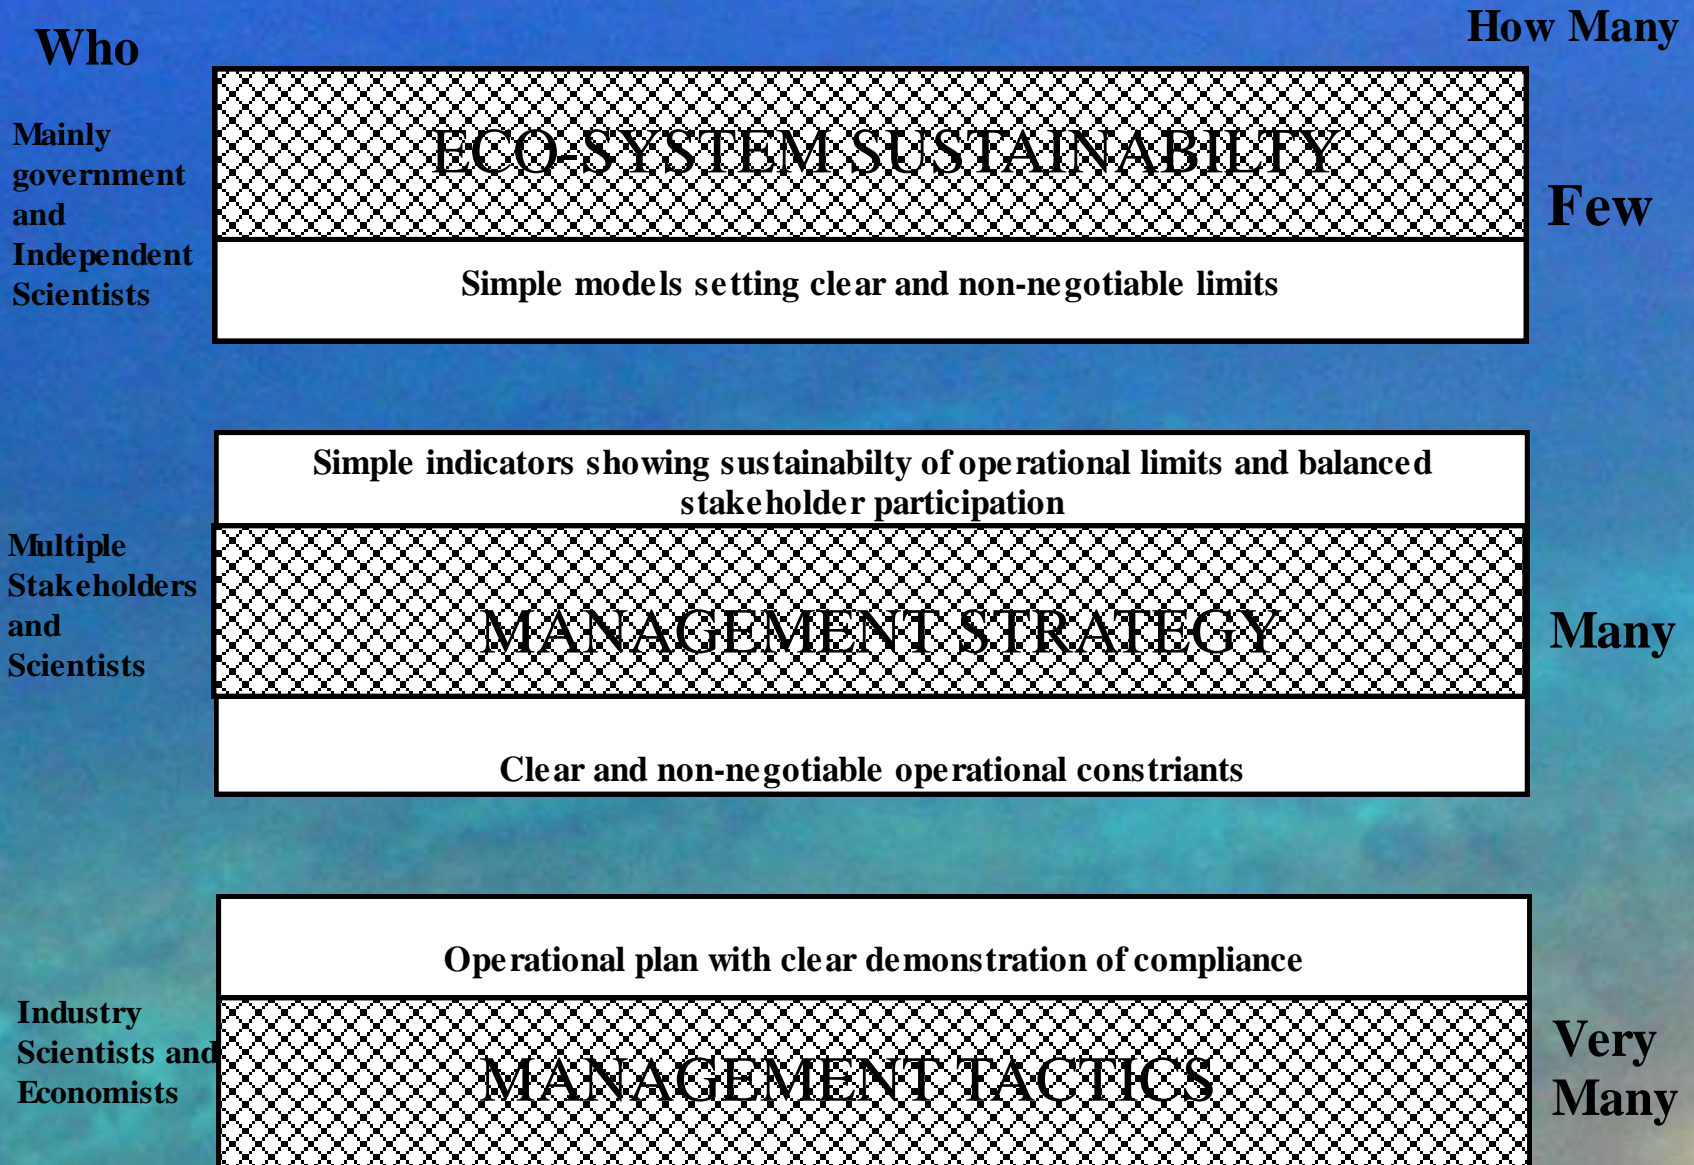 Who
How Many
Mainly
government
and
Independent
Scientists
ECO-SYSTEM SUSTAINABILTY
Few
Simple models setting clear and non-negotiable limits
Simple indicators showing sustainabilty of operational limits and balanced
stakeholder participation
Multiple
Stakeholders
and
Scientists
MANAGEMENT STRATEGY
Many
Clear and non-negotiable operational constriants
Operational plan with clear demonstration of compliance
Industry
Scientists and
Economists
MANAGEMENT TACTICS
Very
Many